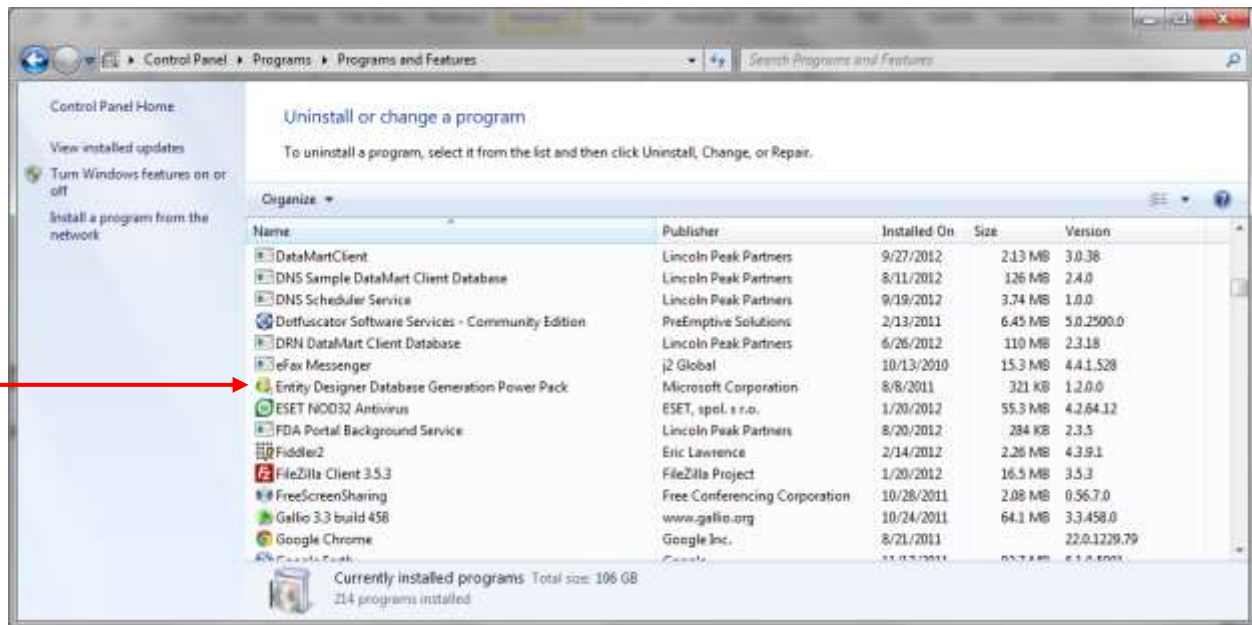 Control Panel ▸ Programs ▸ Programs and Features
Search Programs and Features
Control Panel Home
View installed updates
Turn Windows features on or off
Install a program from the network
Uninstall or change a program
To uninstall a program, select it from the list and then click Uninstall, Change, or Repair.
Organize
Name Publisher Installed On Size Version
DataMartClient Lincoln Peak Partners 9/27/2012 2.13 MB 3.0.38
DNS Sample DataMart Client Database Lincoln Peak Partners 8/11/2012 126 MB 2.4.0
DNS Scheduler Service Lincoln Peak Partners 9/19/2012 3.74 MB 1.0.0
Dotfuscator Software Services - Community Edition PreEmptive Solutions 2/13/2011 6.45 MB 5.0.2500.0
DRN DataMart Client Database Lincoln Peak Partners 6/26/2012 110 MB 2.3.18
eFax Messenger j2 Global 10/13/2010 15.3 MB 4.4.1.528
Entity Designer Database Generation Power Pack Microsoft Corporation 8/8/2011 321 KB 1.2.0.0
ESET NOD32 Antivirus ESET, spol. s r.o. 1/20/2012 55.3 MB 4.2.64.12
FDA Portal Background Service Lincoln Peak Partners 8/20/2012 284 KB 2.3.5
Fiddler2 Eric Lawrence 2/14/2012 2.26 MB 4.3.9.1
FileZilla Client 3.5.3 FileZilla Project 1/20/2012 16.5 MB 3.5.3
FreeScreenSharing Free Conferencing Corporation 10/28/2011 2.08 MB 0.56.7.0
Gallio 3.3 build 458 www.gallio.org 10/24/2011 64.1 MB 3.3.458.0
Google Chrome Google Inc. 8/21/2011 22.0.1229.79
Currently installed programs Total size: 106 GB
214 programs installed